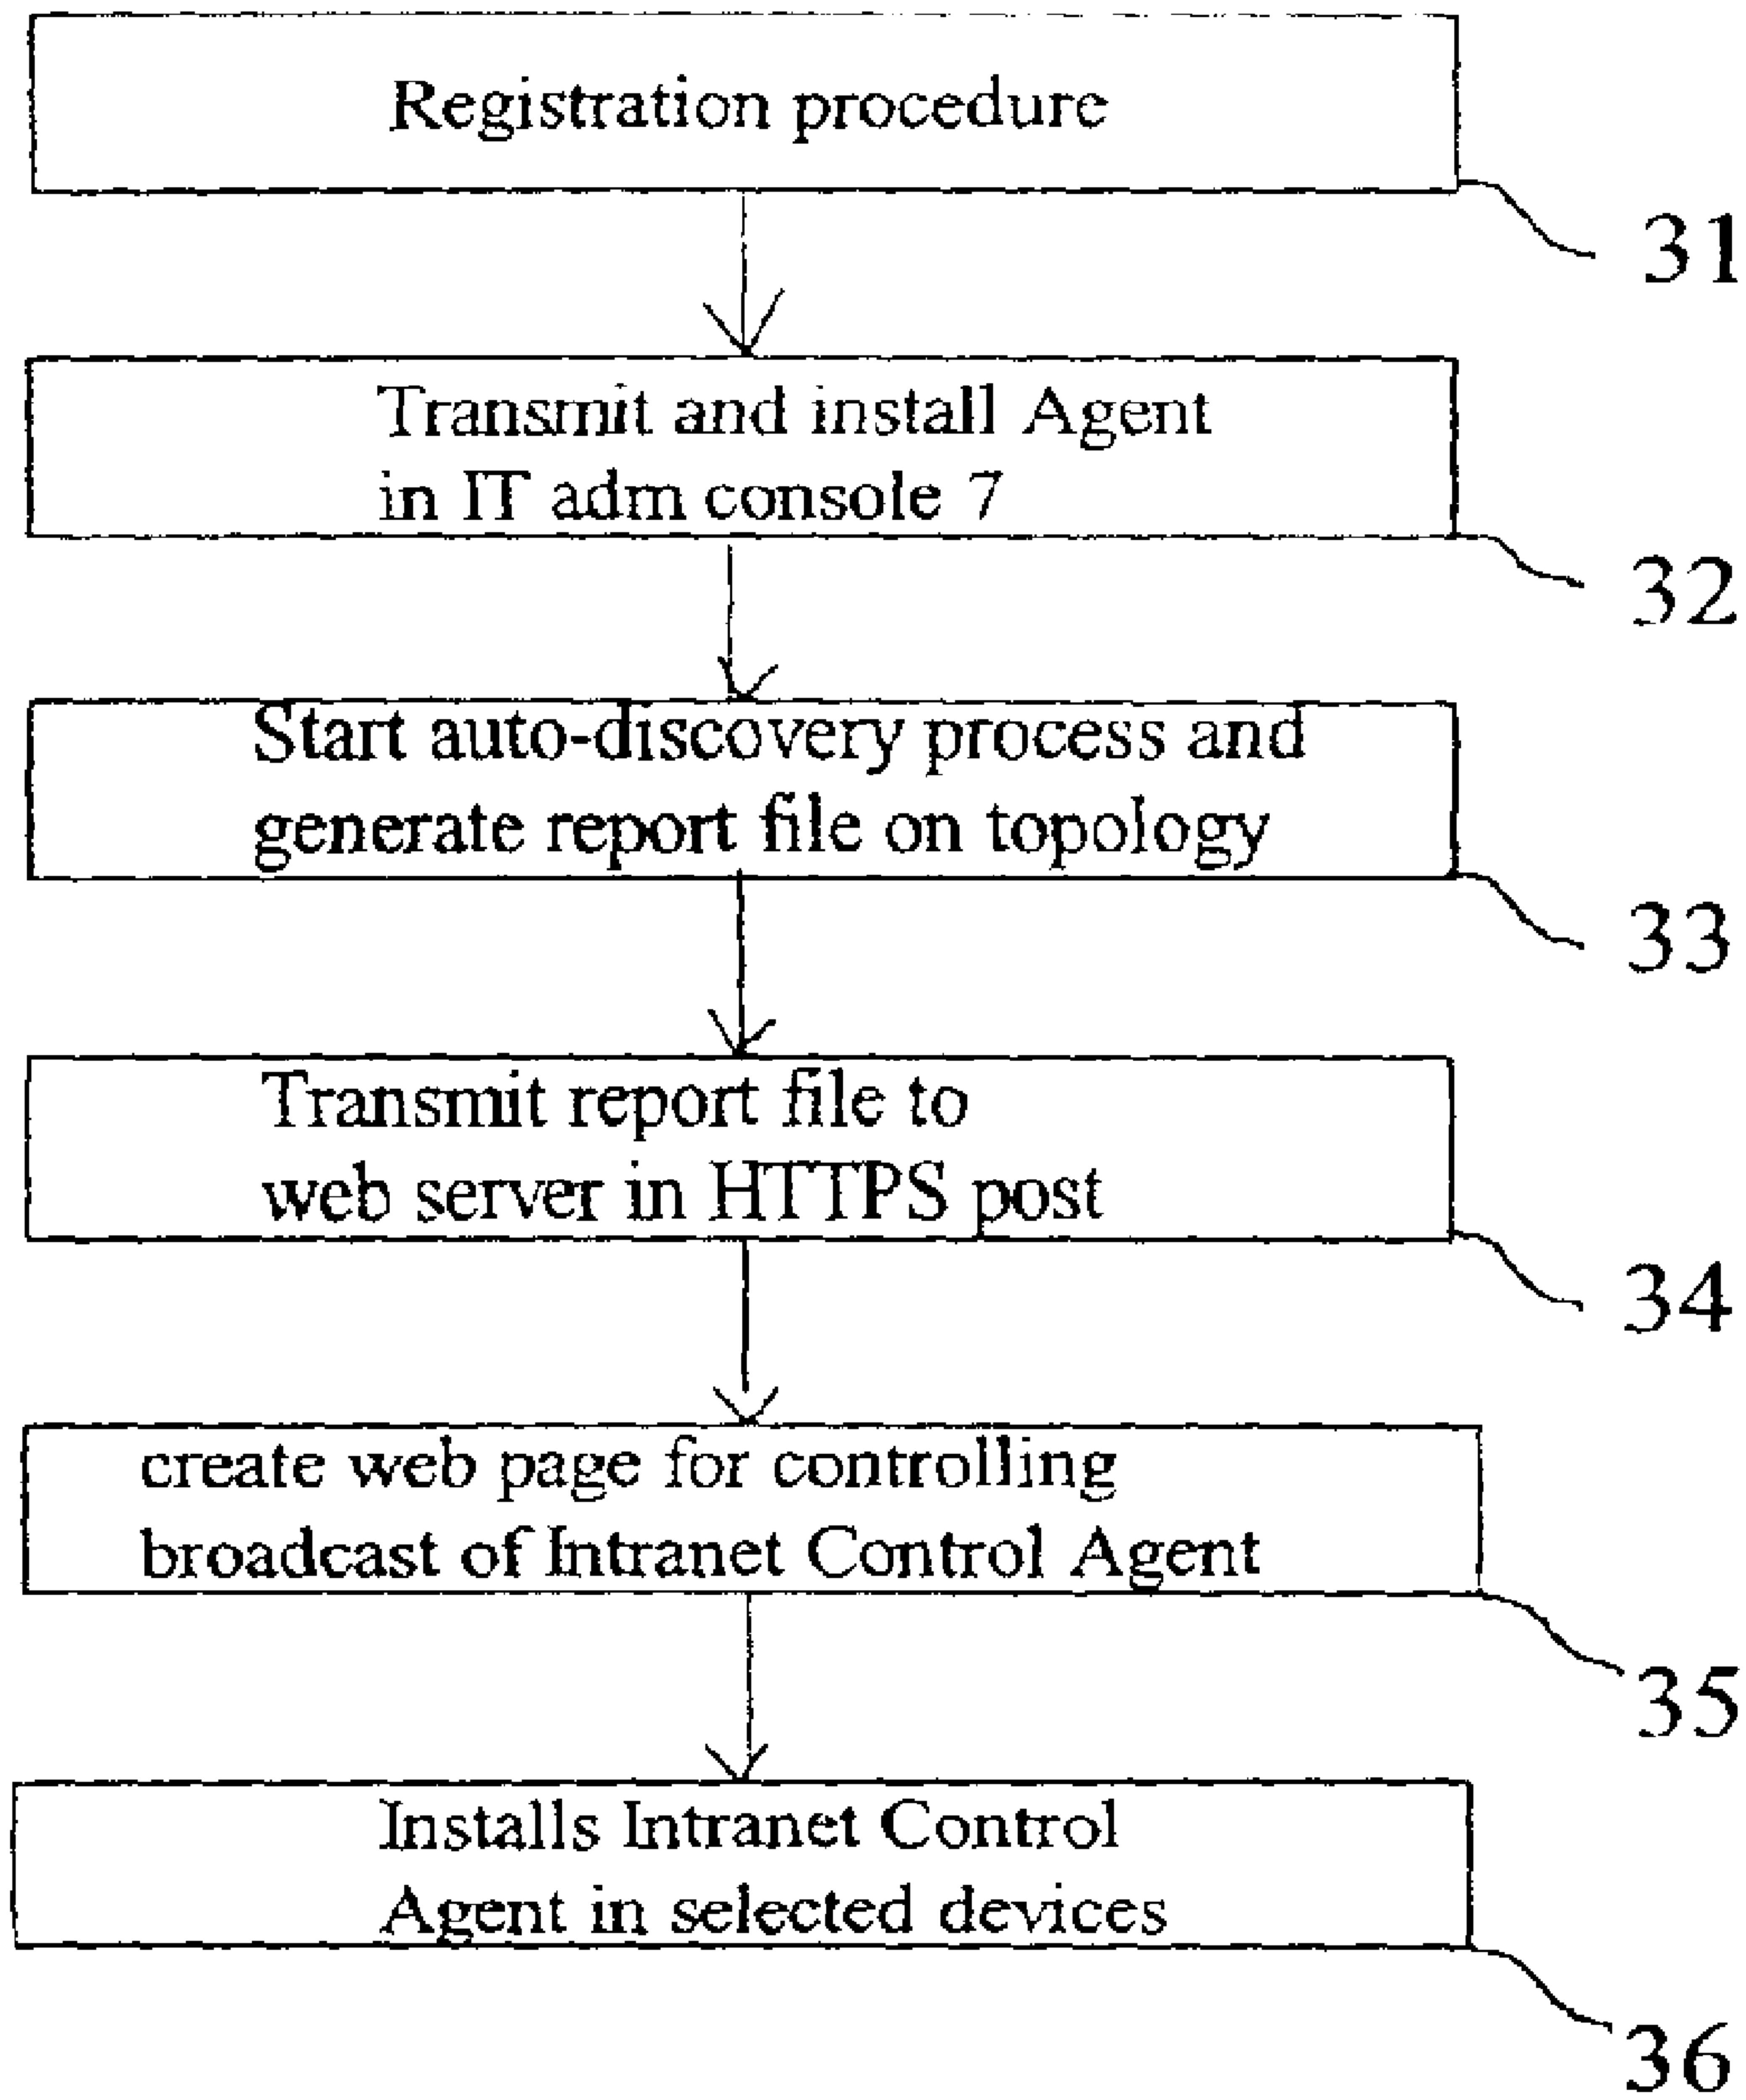 Registration procedure
31
Transmit and install Agent
in IT adm console 7
32
Start auto-discovery process and
generate report file on topology
33
Transmit report file to
web server in HTTPS post
34
create web page for controlling
broadcast of Intranet Control Agent
35
Installs Intranet Control
Agent in selected devices
36